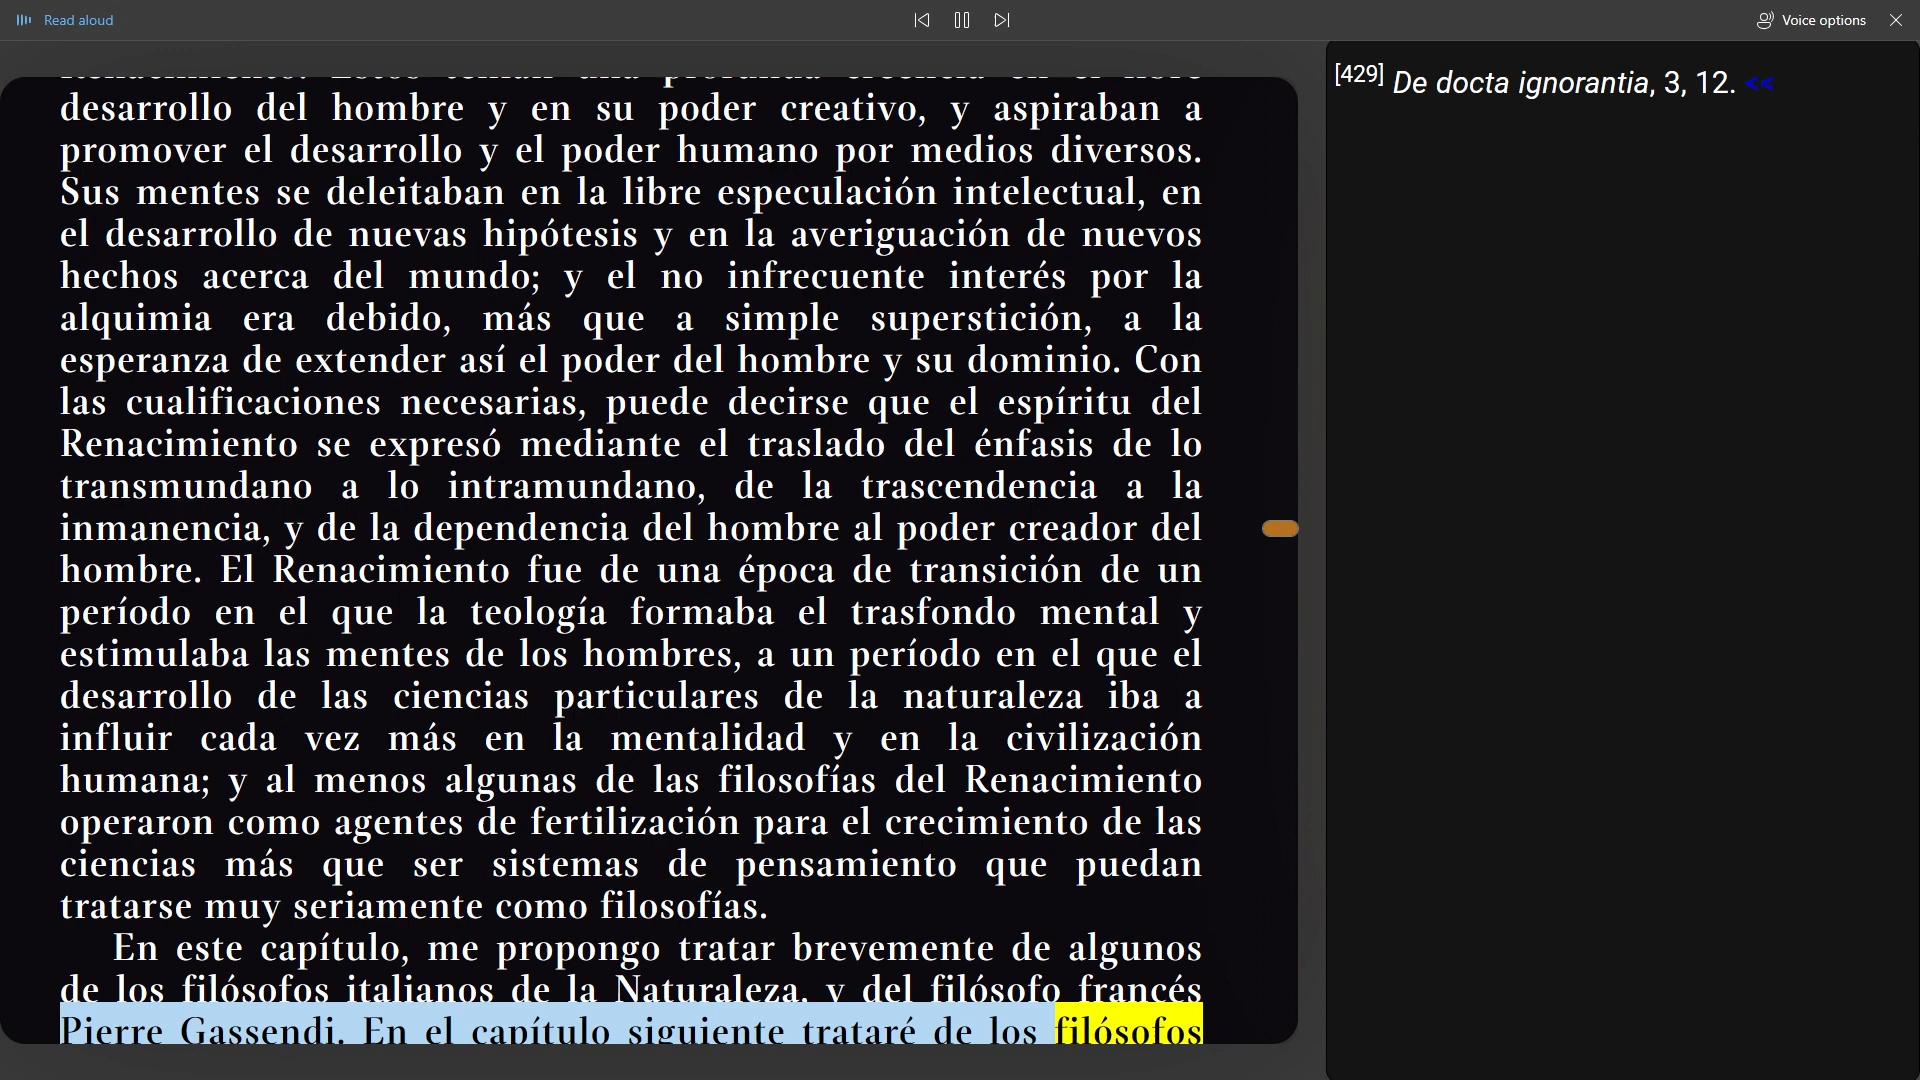 Read aloud
Voice options
desarrollo del hombre y en su poder creativo, y aspiraban a
promover el desarrollo y el poder humano por medios diversos.
Sus mentes se deleitaban en la libre especulación intelectual, en
el desarrollo de nuevas hipótesis y en la averiguación de nuevos
hechos acerca del mundo; y el no infrecuente interés por la
alquimia era debido, más que a simple superstición, a la
esperanza de extender así el poder del hombre y su dominio. Con
las cualificaciones necesarias, puede decirse que el espíritu del
Renacimiento se expresó mediante el traslado del énfasis de lo
transmundano a lo intramundano, de la trascendencia a la
inmanencia, y de la dependencia del hombre al poder creador del
hombre. El Renacimiento fue de una época de transición de un
período en el que la teología formaba el trasfondo mental y
estimulaba las mentes de los hombres, a un período en el que el
desarrollo de las ciencias particulares de la naturaleza iba a
influir cada vez más en la mentalidad y en la civilización
humana; y al menos algunas de las filosofías del Renacimiento
operaron como agentes de fertilización para el crecimiento de las
ciencias más que ser sistemas de pensamiento que puedan
tratarse muy seriamente como filosofías.
En este capítulo, me propongo tratar brevemente de algunos
de los filósofos italianos de la Naturaleza, y del filósofo francés
Pierre Gassendi. En el capítulo siguiente trataré de los filósofos
[429] De docta ignorantia, 3, 12. <<